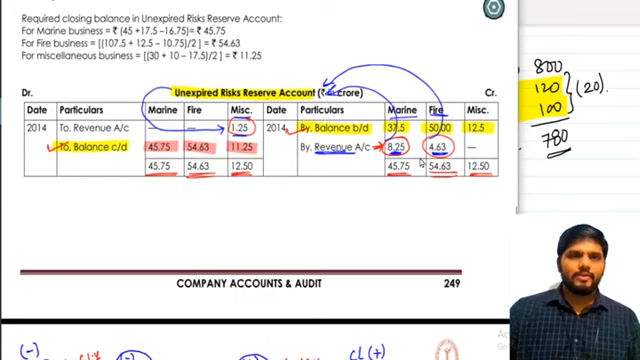 Required closing balance in Unexpired Risks Reserve Account:
For Marine business = ₹ (45 +17.5 -16.75)= ₹ 45.75
For Fire business = [(107.5 + 12.5 - 10.75)/2 ] = ₹ 54.63
For miscellaneous business = [30 + 10 - 17.5)/2 ] = ₹ 11.25
Dr. Unexpired Risks Reserve Account (₹ crore) Cr.
Date Particulars Marine Fire Misc. Date Particulars Marine Fire Misc.
2014 To, Revenue A/c — — 1.25 2014 By, Balance b/d 37.5 50.00 12.5
To, Balance c/d 45.75 54.63 11.25 By, Revenue A/c 8.25 4.63 —
45.75 54.63 12.50 45.75 54.63 12.50
800
120
100
(20).
780
COMPANY ACCOUNTS & AUDIT 249
(-)
(-)
cl (+)